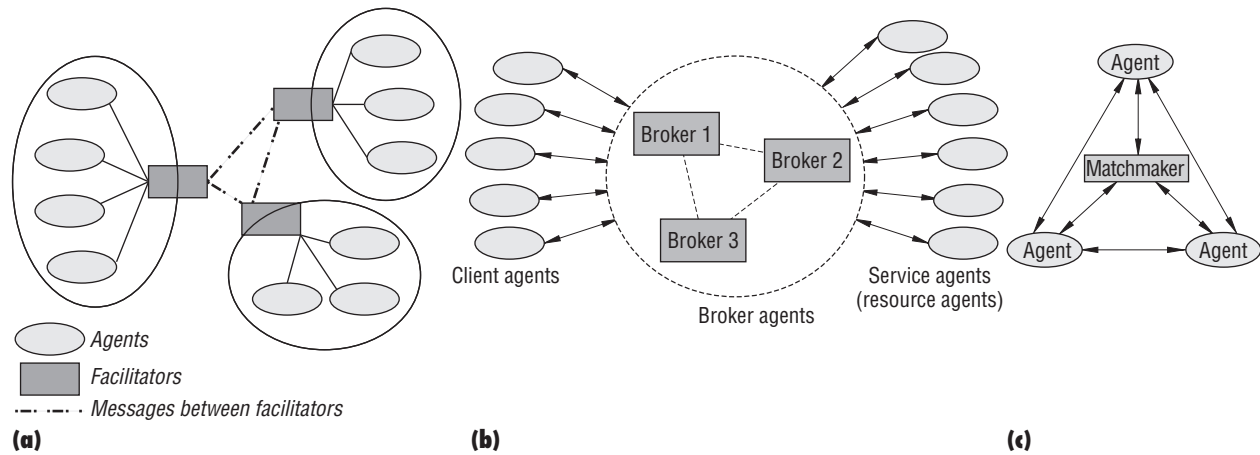 Agents
Facilitators
Messages between facilitators
(a)
Broker 1
Broker 2
Broker 3
Client agents
Broker agents
Service agents
(resource agents)
(b)
Agent
Matchmaker
Agent
Agent
(c)